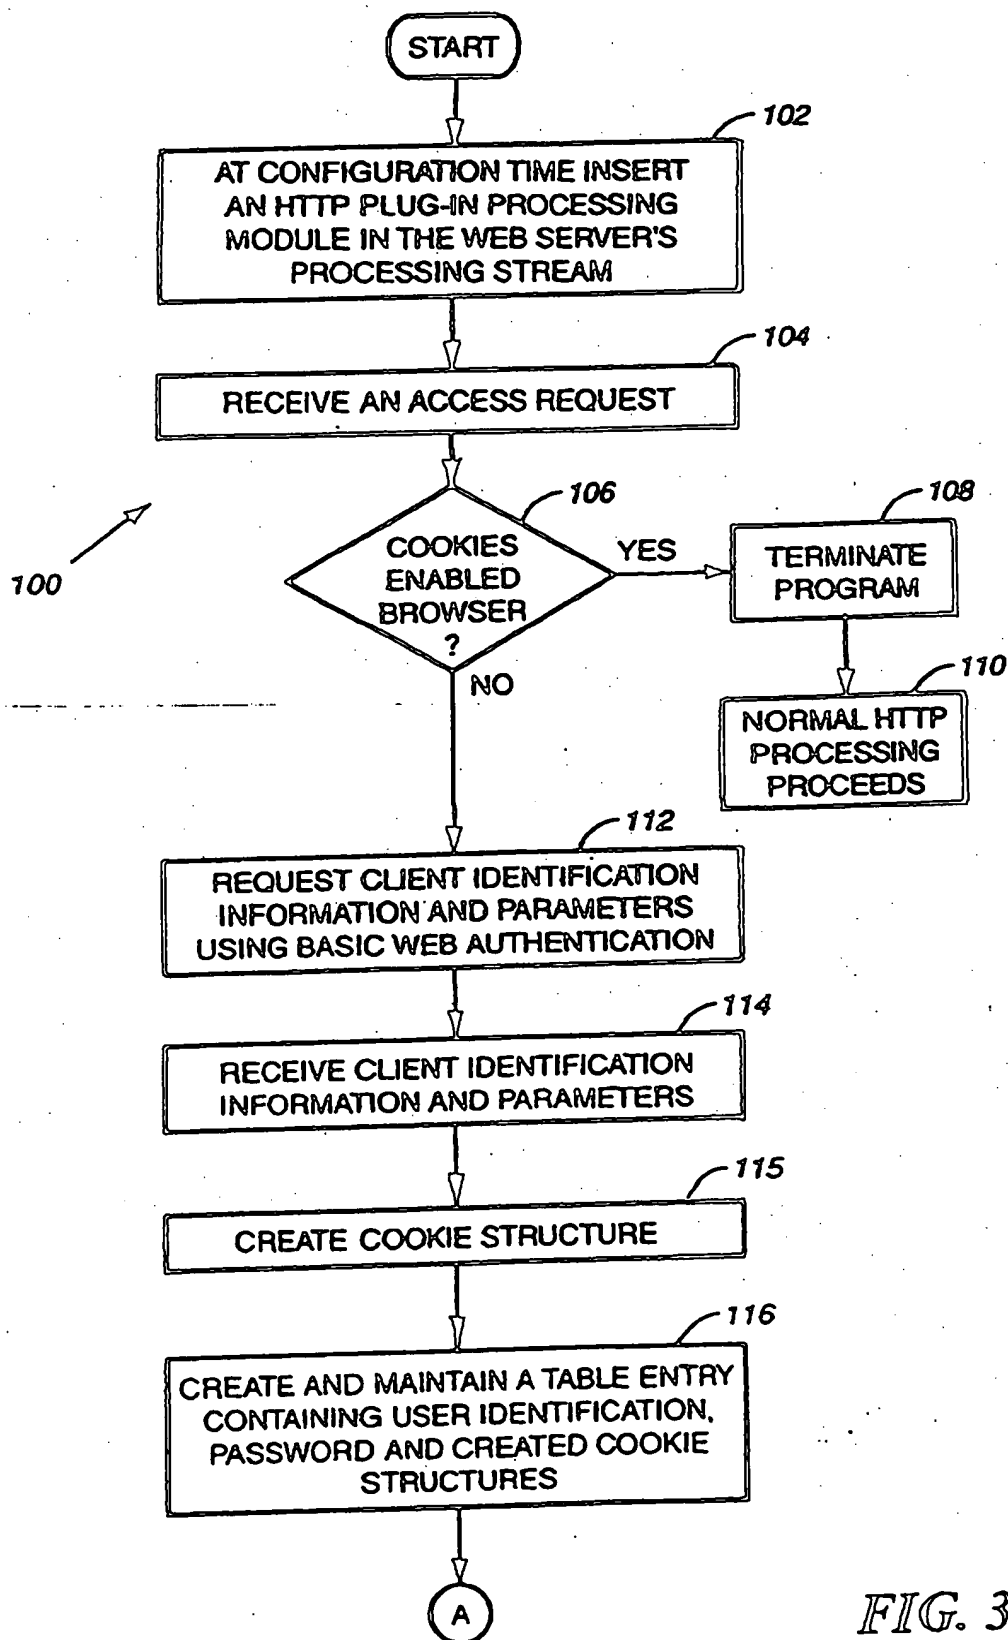 START
102
AT CONFIGURATION TIME INSERT
AN HTTP PLUG-IN PROCESSING
MODULE IN THE WEB SERVER'S
PROCESSING STREAM
104
RECEIVE AN ACCESS REQUEST
106
COOKIES
ENABLED
BROWSER
?
YES
108
TERMINATE
PROGRAM
100
NO
110
NORMAL HTTP
PROCESSING
PROCEEDS
112
REQUEST CLIENT IDENTIFICATION
INFORMATION AND PARAMETERS
USING BASIC WEB AUTHENTICATION
114
RECEIVE CLIENT IDENTIFICATION
INFORMATION AND PARAMETERS
115
CREATE COOKIE STRUCTURE
116
CREATE AND MAINTAIN A TABLE ENTRY
CONTAINING USER IDENTIFICATION,
PASSWORD AND CREATED COOKIE
STRUCTURES
A
FIG. 3